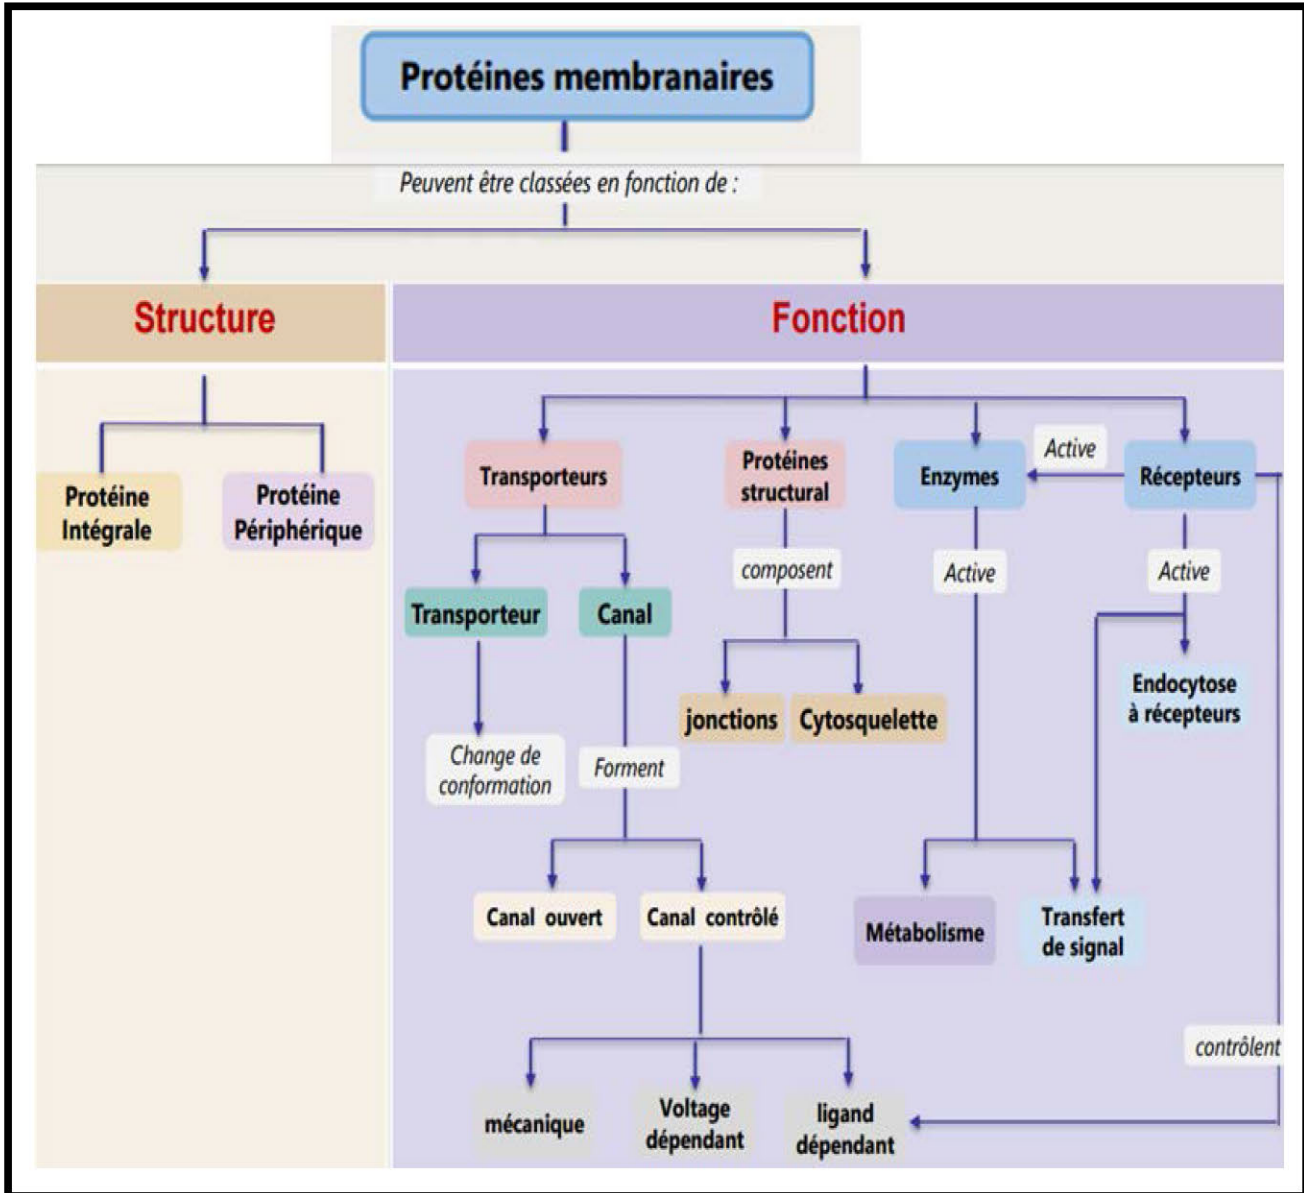 Protéines membranaires
Peuvent être classées en fonction de :
Structure
Fonction
Protéine
Intégrale
Protéine
Périphérique
Transporteurs
Protéines
structural
Enzymes
Active
Récepteurs
composent
Active
Active
Transporteur
Canal
jonctions
Cytosquelette
Endocytose
à récepteurs
Change de
conformation
Forment
Canal ouvert
Canal contrôlé
Métabolisme
Transfert
de signal
contrôlent
mécanique
Voltage
dépendant
ligand
dépendant